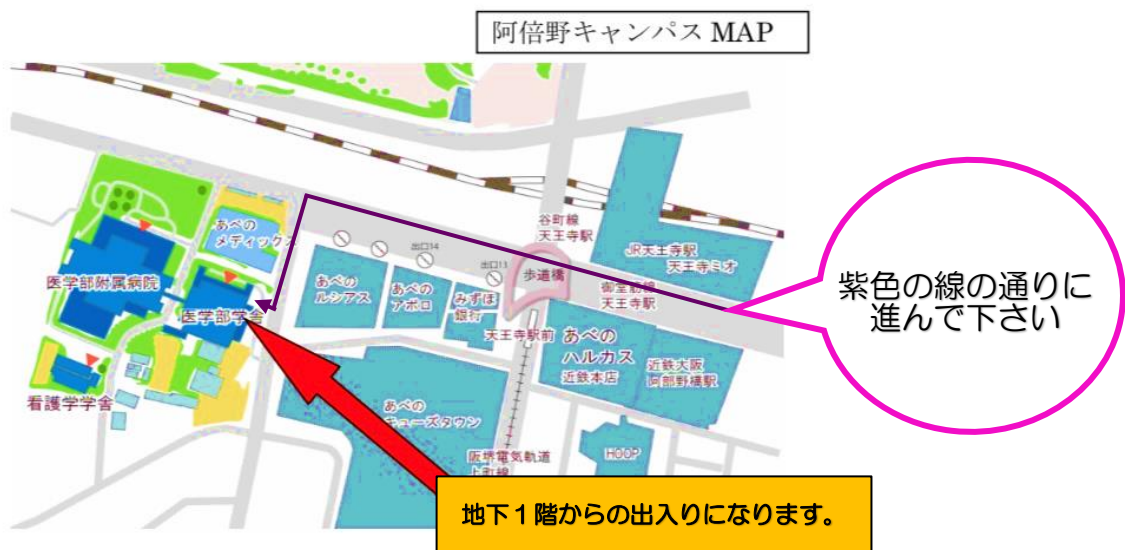 阿倍野キャンパス MAP
谷町線
天王寺駅
JR天王寺駅
天王寺ミオ
あべの
メディックス
出口14
出口13
歩道橋
御堂筋線
天王寺駅
医学部附属病院
あべの
ルシアス
あべの
アポロ
みずほ
銀行
医学部学舎
天王寺駅前
あべの
ハルカス
近鉄本店
近鉄大阪
阿部野橋駅
看護学学舎
あべの
キューズタウン
阪堺電気軌道
上町線
HOOP
紫色の線の通りに
進んで下さい
地下1階からの出入りになります。